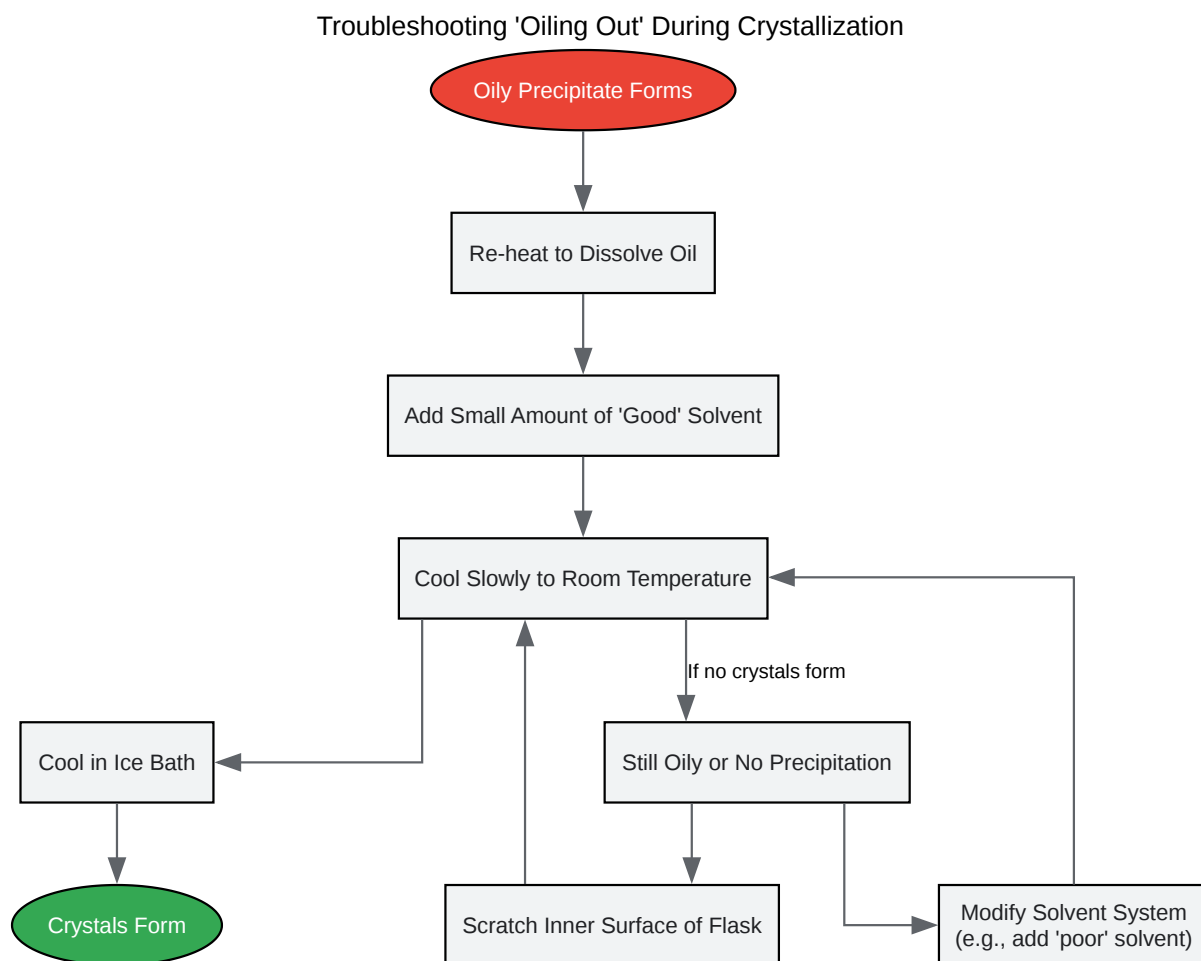 Troubleshooting 'Oiling Out' During Crystallization
Oily Precipitate Forms
Re-heat to Dissolve Oil
Add Small Amount of 'Good' Solvent
Cool Slowly to Room Temperature
If no crystals form
Cool in Ice Bath
Still Oily or No Precipitation
Crystals Form
Scratch Inner Surface of Flask
Modify Solvent System
(e.g., add 'poor' solvent)